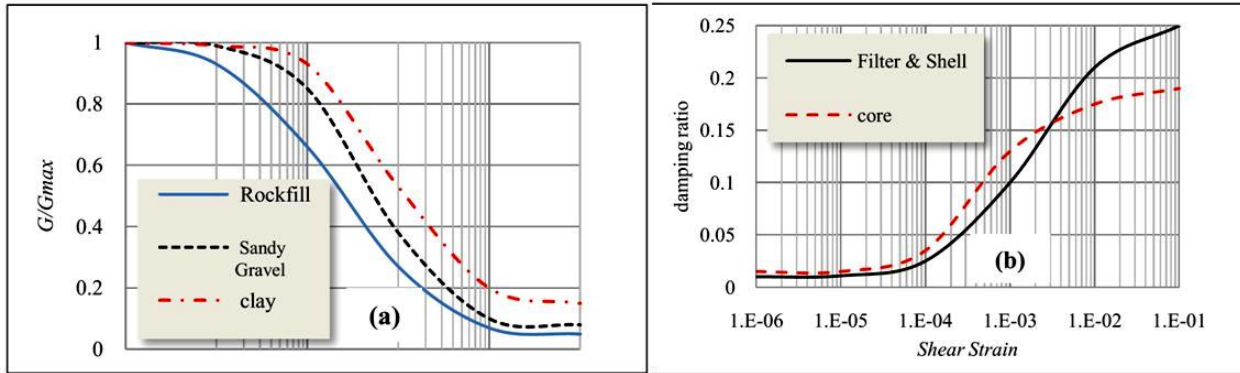 1
0.8
0.6
0.4
0.2
0
G/Gmax
Rockfill
Sandy
Gravel
clay
(a)
0.25
0.2
0.15
0.1
0.05
0
damping ratio
Filter & Shell
core
(b)
1.E-06 1.E-05 1.E-04 1.E-03 1.E-02 1.E-01
Shear Strain